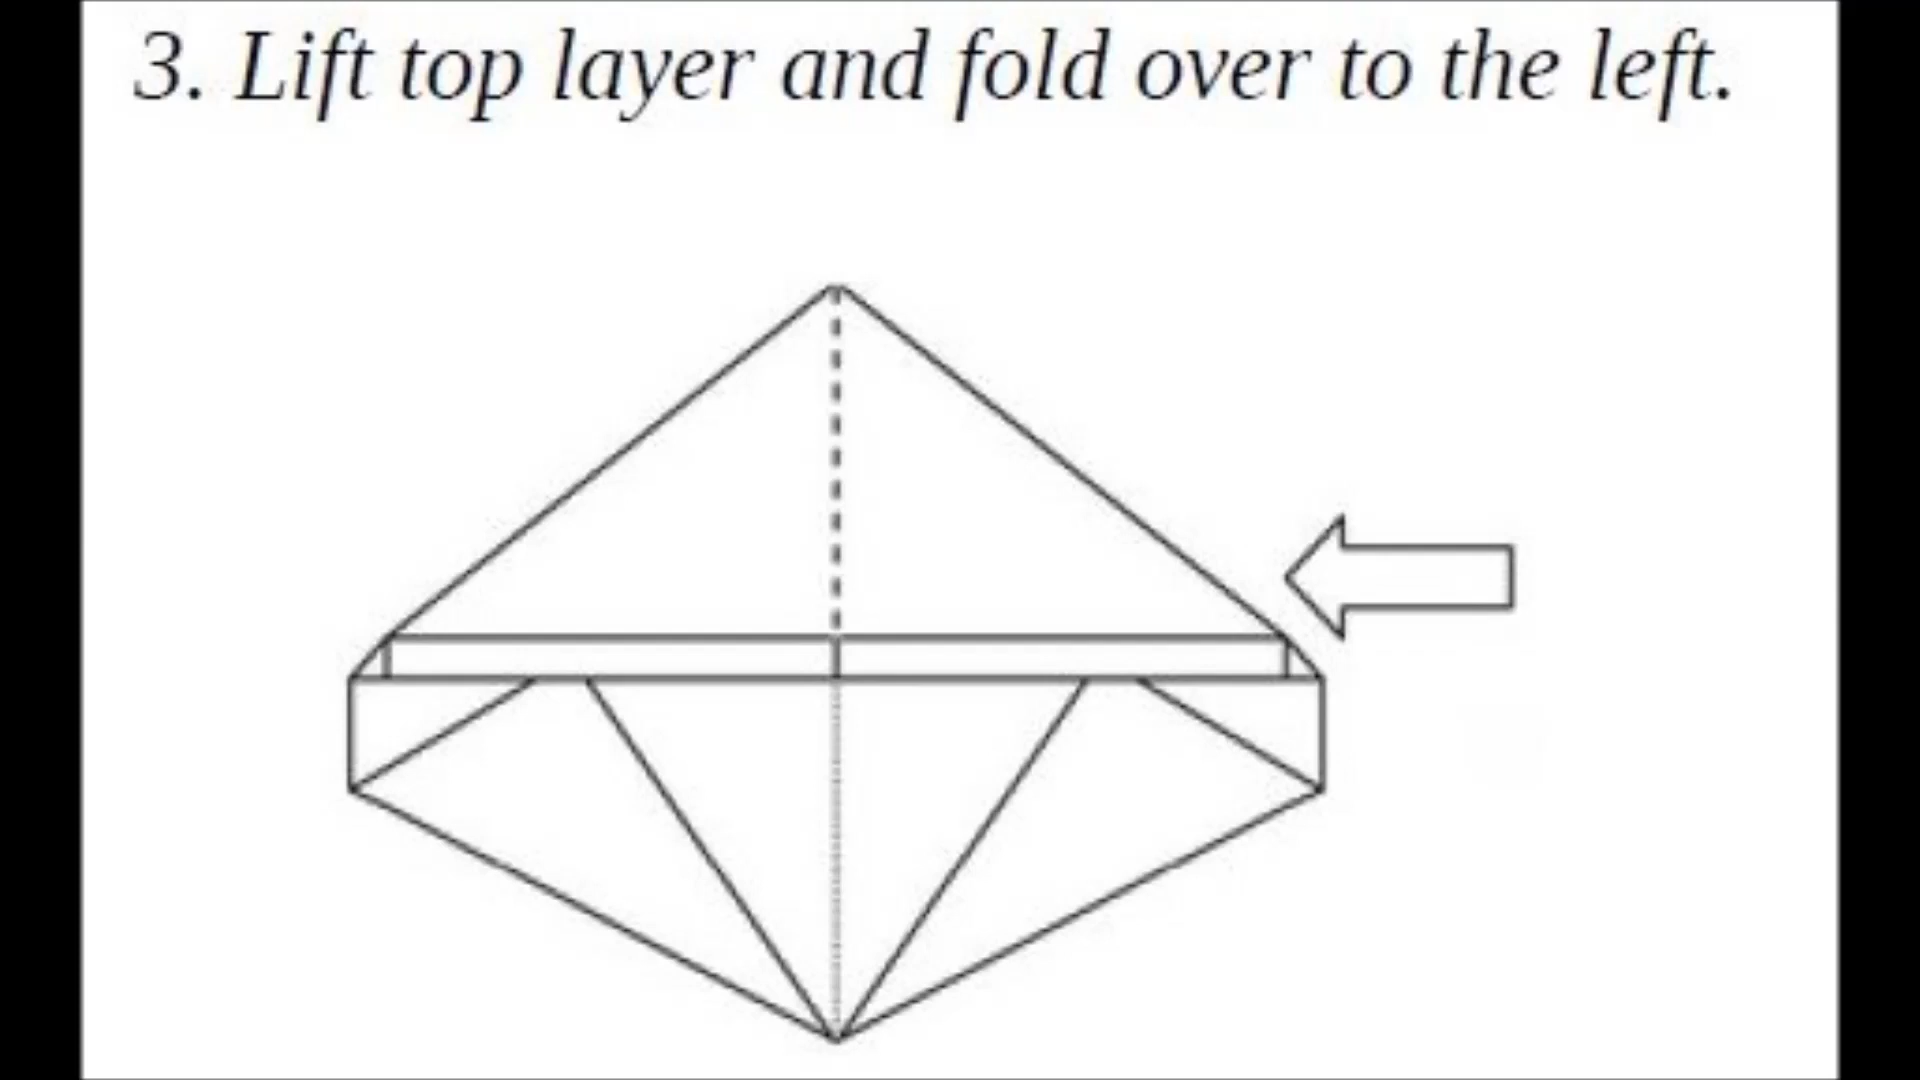 3. Lift top layer and fold over to the left.